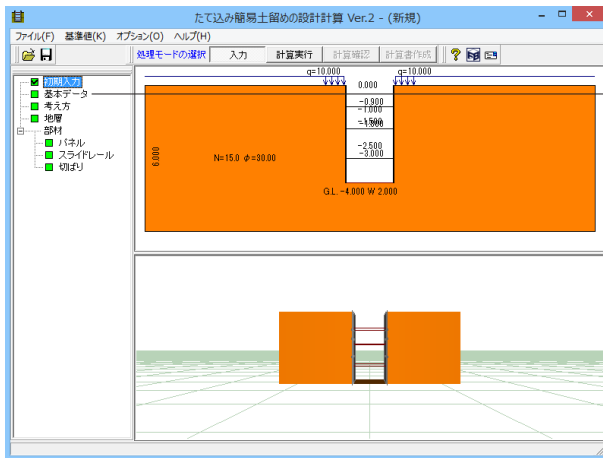 たて込み簡易土留めの設計計算 Ver.2 - (新規)
ファイル(F) 基準値(K) オプション(O) ヘルプ(H)
処理モードの選択 入力 計算実行 計算確認 計算書作成
初期入力
基本データ
考え方
地層
部材
パネル
スライドレール
切ばり
q=10.000 q=10.000
0.000
-0.900
-1.000
-1.500
-2.500
-3.000
6.000
N=15.0 φ=30.00
G.L. -4.000 W 2.000